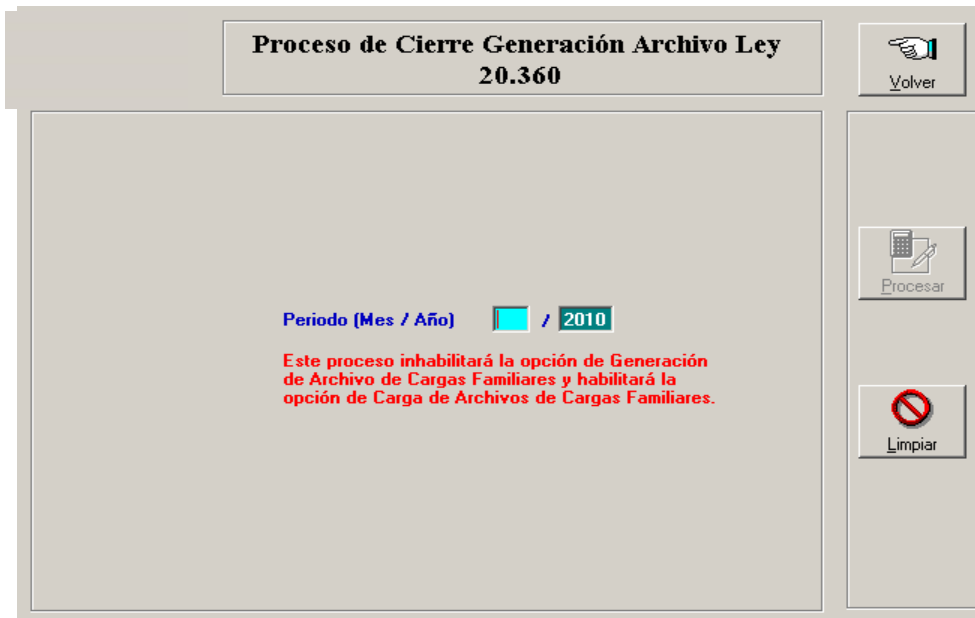 Proceso de Cierre Generación Archivo Ley
20.360
Volver
Procesar
Periodo (Mes / Año) / 2010
Este proceso inhabilitará la opción de Generación
de Archivo de Cargas Familiares y habilitará la
opción de Carga de Archivos de Cargas Familiares.
Limpiar